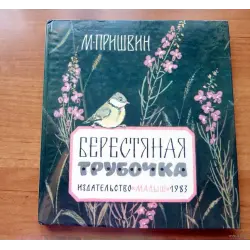 М·ПРИШВИН
БЕРЕСТЯНАЯ
ТРУБОЧКА
ИЗДАТЕЛЬСТВО «МАЛЫШ» 1983